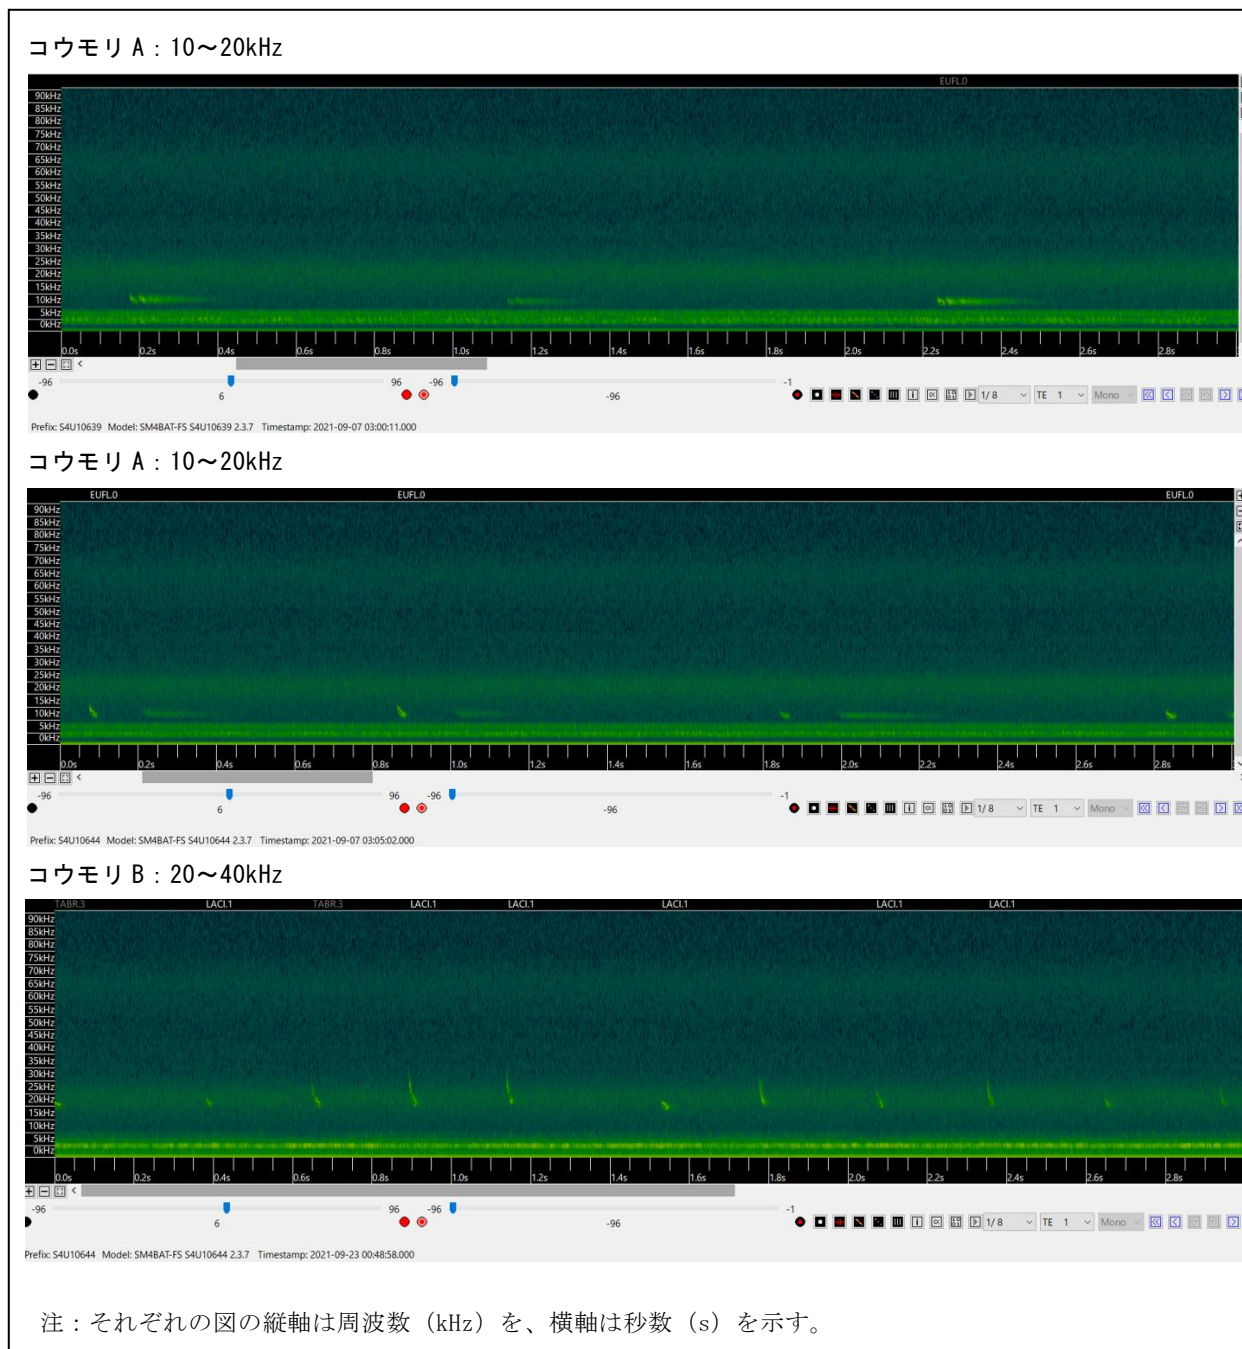 コウモリA：10～20kHz
EUFL.0
90kHz
85kHz
80kHz
75kHz
70kHz
65kHz
60kHz
55kHz
50kHz
45kHz
40kHz
35kHz
30kHz
25kHz
20kHz
15kHz
10kHz
5kHz
0kHz
0.0s 0.2s 0.4s 0.6s 0.8s 1.0s 1.2s 1.4s 1.6s 1.8s 2.0s 2.2s 2.4s 2.6s 2.8s
-96 96 -96 -1
6 -96 1/8 TE 1 Mono
Prefix: S4U10639 Model: SM4BAT-FS S4U10639 2.3.7 Timestamp: 2021-09-07 03:00:11.000
コウモリA：10～20kHz
EUFL.0 EUFL.0 EUFL.0
90kHz
85kHz
80kHz
75kHz
70kHz
65kHz
60kHz
55kHz
50kHz
45kHz
40kHz
35kHz
30kHz
25kHz
20kHz
15kHz
10kHz
5kHz
0kHz
0.0s 0.2s 0.4s 0.6s 0.8s 1.0s 1.2s 1.4s 1.6s 1.8s 2.0s 2.2s 2.4s 2.6s 2.8s
-96 96 -96 -1
6 -96 1/8 TE 1 Mono
Prefix: S4U10644 Model: SM4BAT-FS S4U10644 2.3.7 Timestamp: 2021-09-07 03:05:02.000
コウモリB：20～40kHz
TABR.3 LACI.1 TABR.3 LACI.1 LACI.1 LACI.1 LACI.1 LACI.1
90kHz
85kHz
80kHz
75kHz
70kHz
65kHz
60kHz
55kHz
50kHz
45kHz
40kHz
35kHz
30kHz
25kHz
20kHz
15kHz
10kHz
5kHz
0kHz
0.0s 0.2s 0.4s 0.6s 0.8s 1.0s 1.2s 1.4s 1.6s 1.8s 2.0s 2.2s 2.4s 2.6s 2.8s
-96 96 -96 -1
6 -96 1/8 TE 1 Mono
Prefix: S4U10644 Model: SM4BAT-FS S4U10644 2.3.7 Timestamp: 2021-09-23 00:48:58.000
注：それぞれの図の縦軸は周波数（kHz）を、横軸は秒数（s）を示す。